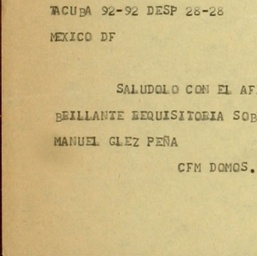 TACUBA 92-92 DESP 28-28
MEXICO DF
SALUDOLO CON EL AF
BRILLANTE REQUISITORIA SOB
MANUEL GLEZ PEÑA
CFM DOMOS.